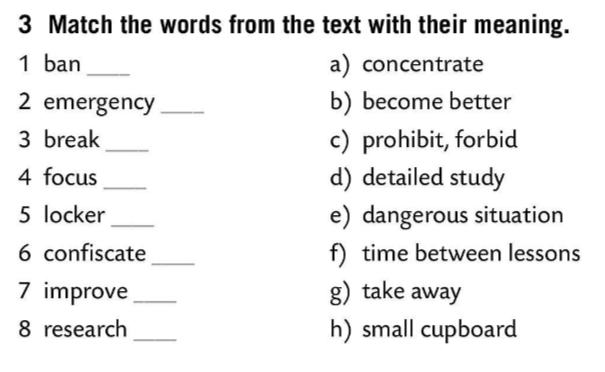 3 Match the words from the text with their meaning.
1 ban ____ a) concentrate
2 emergency ____ b) become better
3 break ____ c) prohibit, forbid
4 focus ____ d) detailed study
5 locker ____ e) dangerous situation
6 confiscate ____ f) time between lessons
7 improve ____ g) take away
8 research ____ h) small cupboard